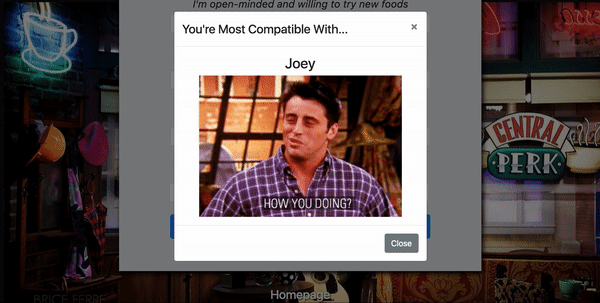 I'm open-minded and willing to try new foods
You're Most Compatible With...
×
Joey
HOW YOU DOING?
Close
CENTRAL
PERK
Homepage